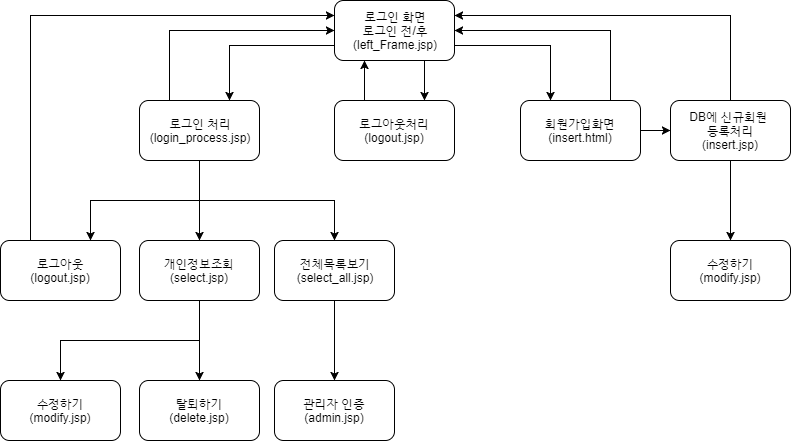 로그인 화면
로그인 전/후
(left_Frame.jsp)
로그인 처리
(login_process.jsp)
로그아웃처리
(logout.jsp)
회원가입화면
(insert.html)
DB에 신규회원
등록처리
(insert.jsp)
로그아웃
(logout.jsp)
개인정보조회
(select.jsp)
전체목록보기
(select_all.jsp)
수정하기
(modify.jsp)
수정하기
(modify.jsp)
탈퇴하기
(delete.jsp)
관리자 인증
(admin.jsp)